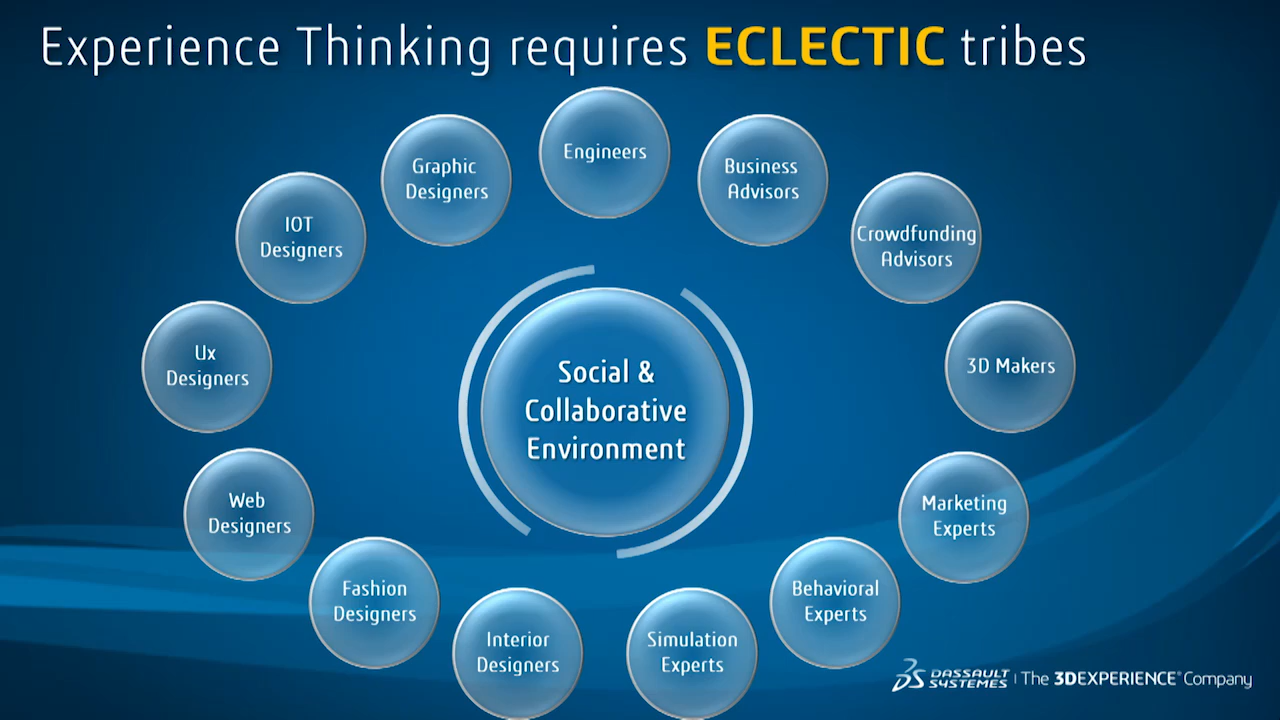 Experience Thinking requires ECLECTIC tribes
Engineers
Graphic
Designers
Business
Advisors
IOT
Designers
Crowdfunding
Advisors
Ux
Designers
3D Makers
Social &
Collaborative
Environment
Web
Designers
Marketing
Experts
Fashion
Designers
Behavioral
Experts
Interior
Designers
Simulation
Experts
DASSAULT
SYSTEMES
The 3DEXPERIENCE® Company